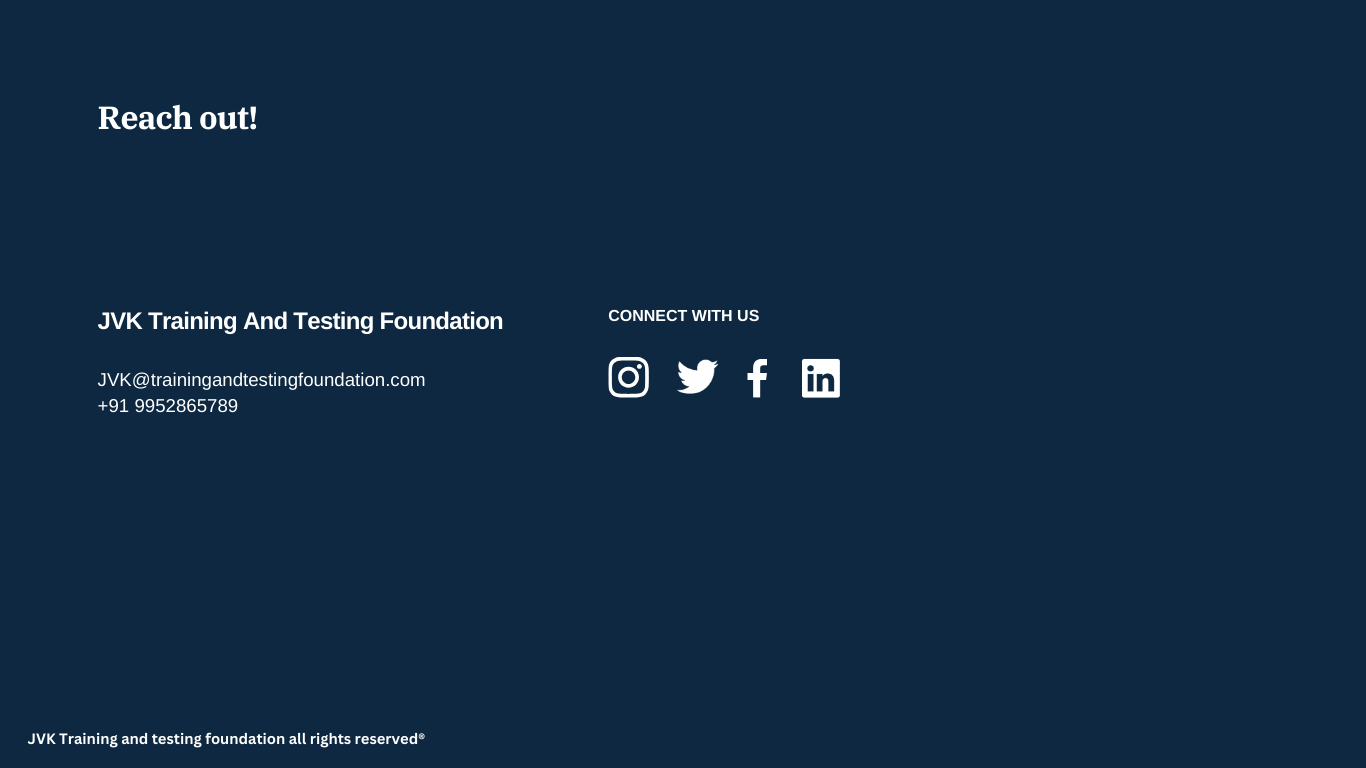 Reach out!
JVK Training And Testing Foundation
JVK@trainingandtestingfoundation.com
+91 9952865789
CONNECT WITH US
in
JVK Training and testing foundation all rights reserved®